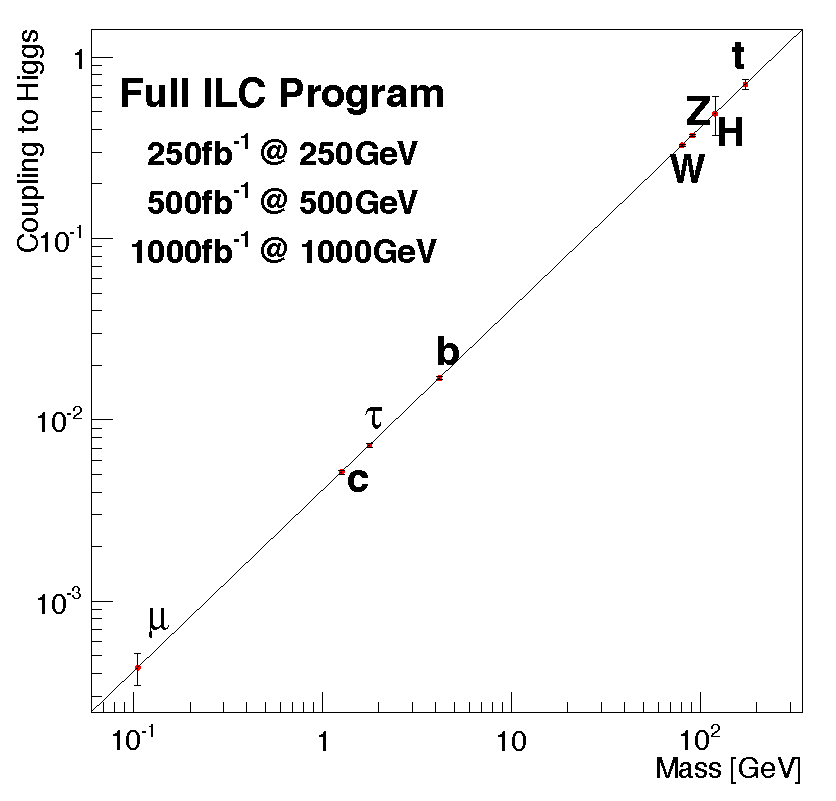 Full ILC Program
250fb⁻¹ @ 250GeV
500fb⁻¹ @ 500GeV
1000fb⁻¹ @ 1000GeV
Coupling to Higgs
1
10⁻¹
10⁻²
10⁻³
t
Z
H
W
b
τ
c
μ
10⁻¹
1
10
10²
Mass [GeV]